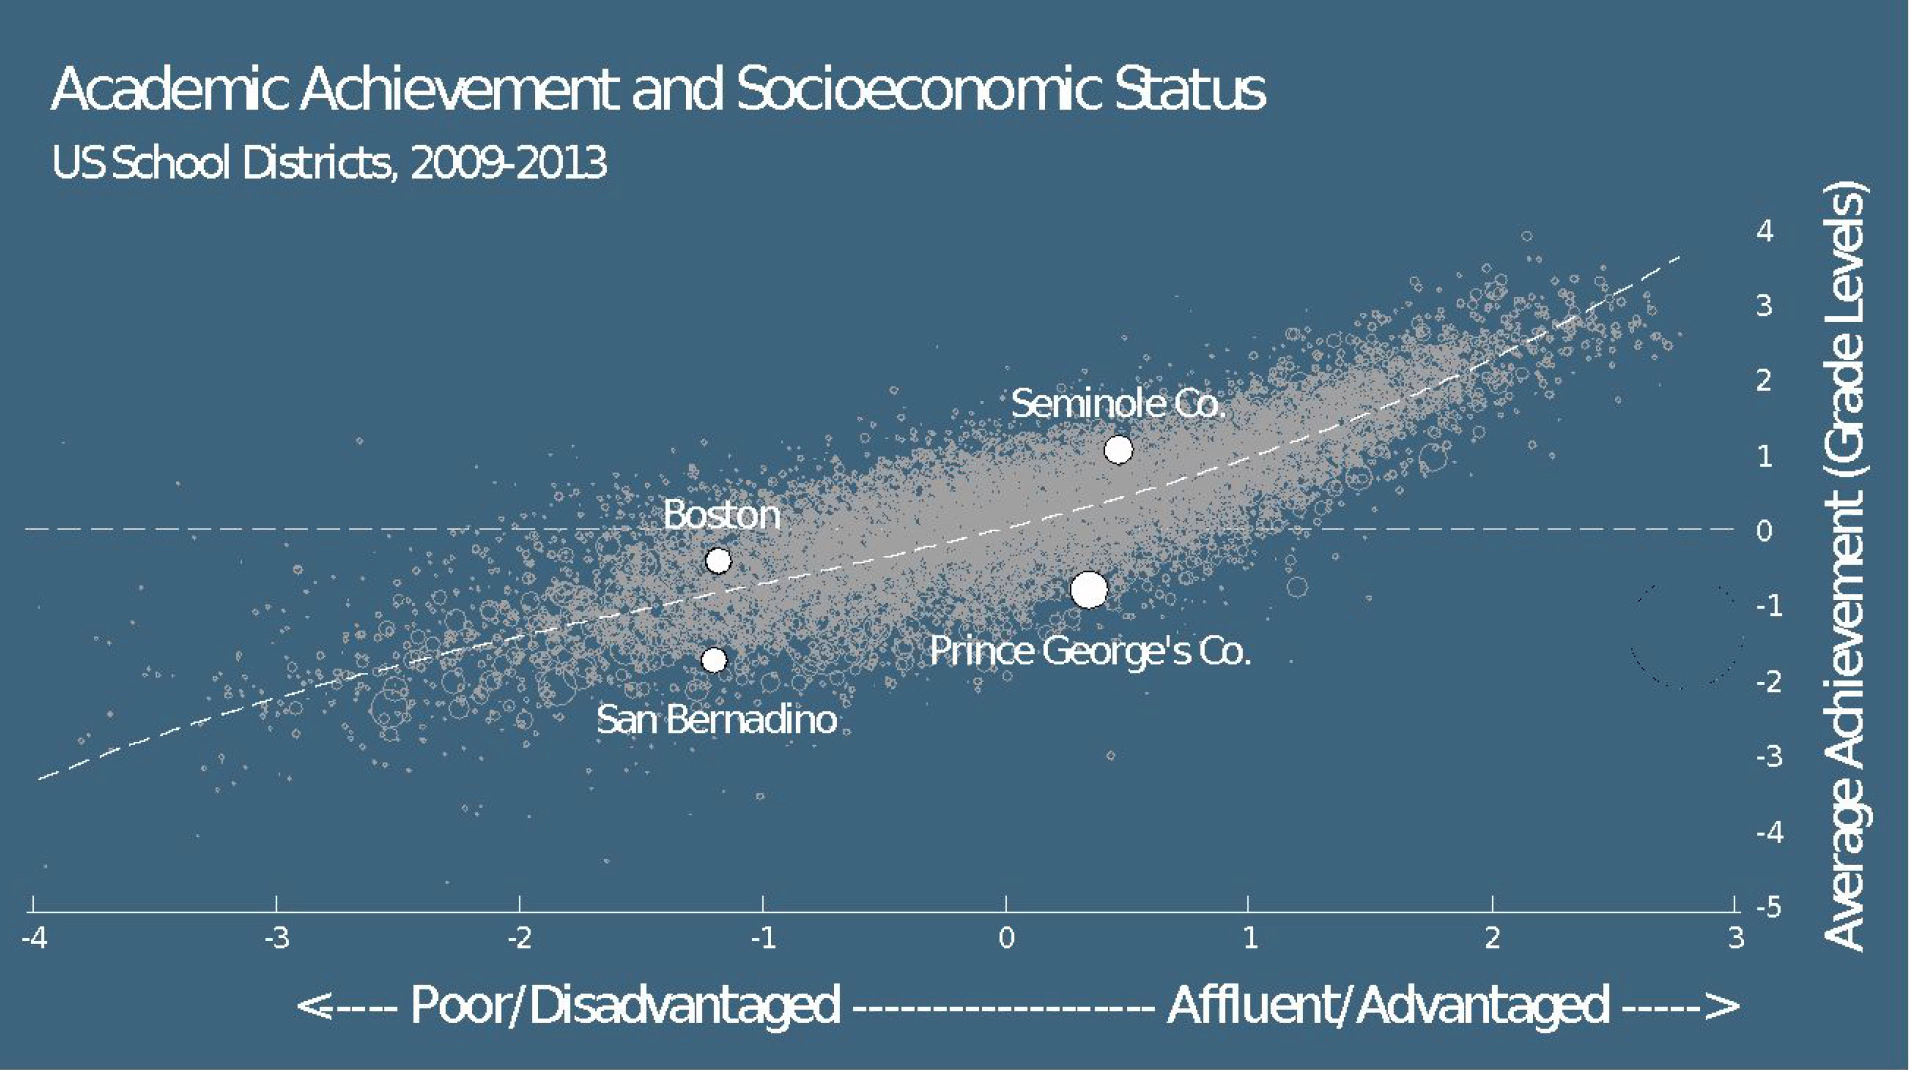 Academic Achievement and Socioeconomic Status
US School Districts, 2009-2013
4
3
2
1
0
-1
-2
-3
-4
-5
Average Achievement (Grade Levels)
Seminole Co.
Boston
Prince George's Co.
San Bernadino
-4 -3 -2 -1 0 1 2 3
<---- Poor/Disadvantaged ------------------- Affluent/Advantaged ----->